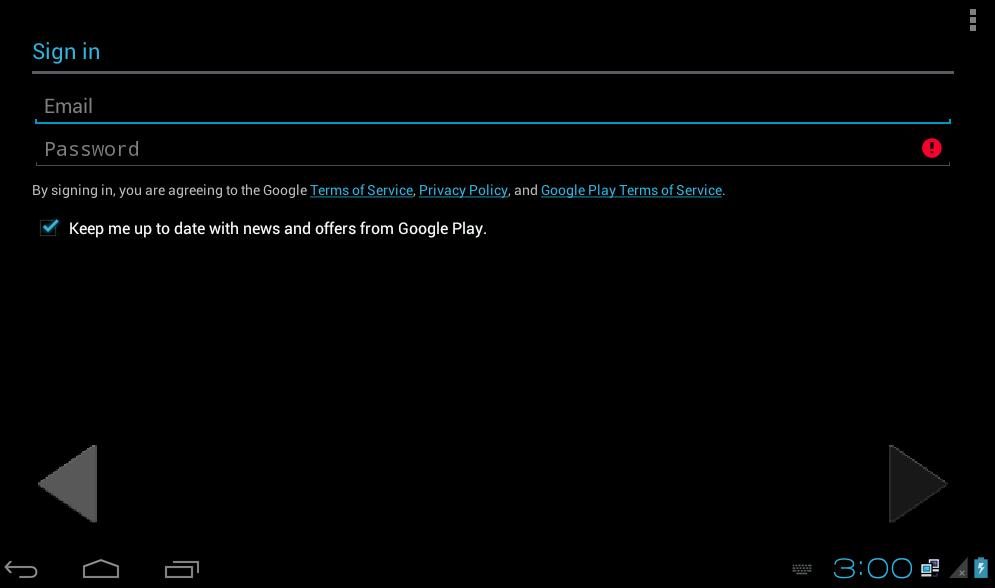 Sign in
Email
Password
By signing in, you are agreeing to the Google Terms of Service, Privacy Policy, and Google Play Terms of Service.
Keep me up to date with news and offers from Google Play.
3:00